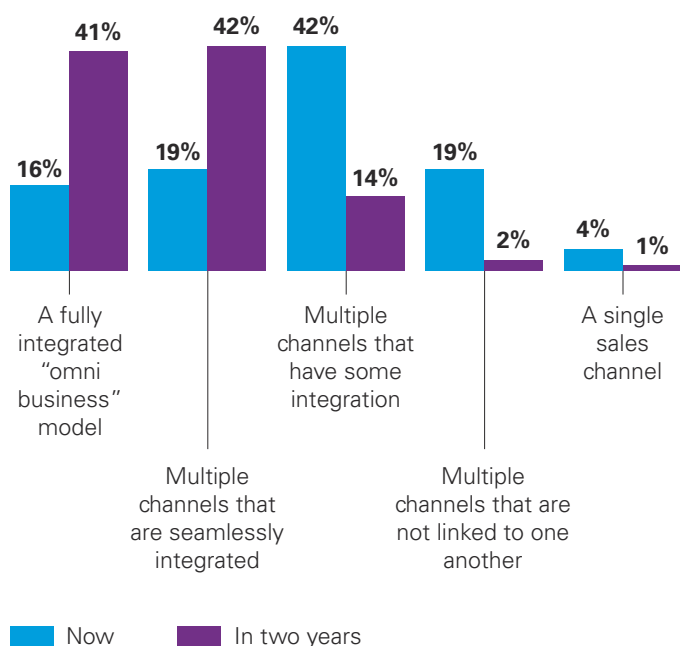 16%
41%
19%
42%
42%
14%
19%
2%
4%
1%
A fully
integrated
“omni
business”
model
Multiple
channels that
are seamlessly
integrated
Multiple
channels that
have some
integration
Multiple
channels that are
not linked to one
another
A single
sales
channel
Now
In two years